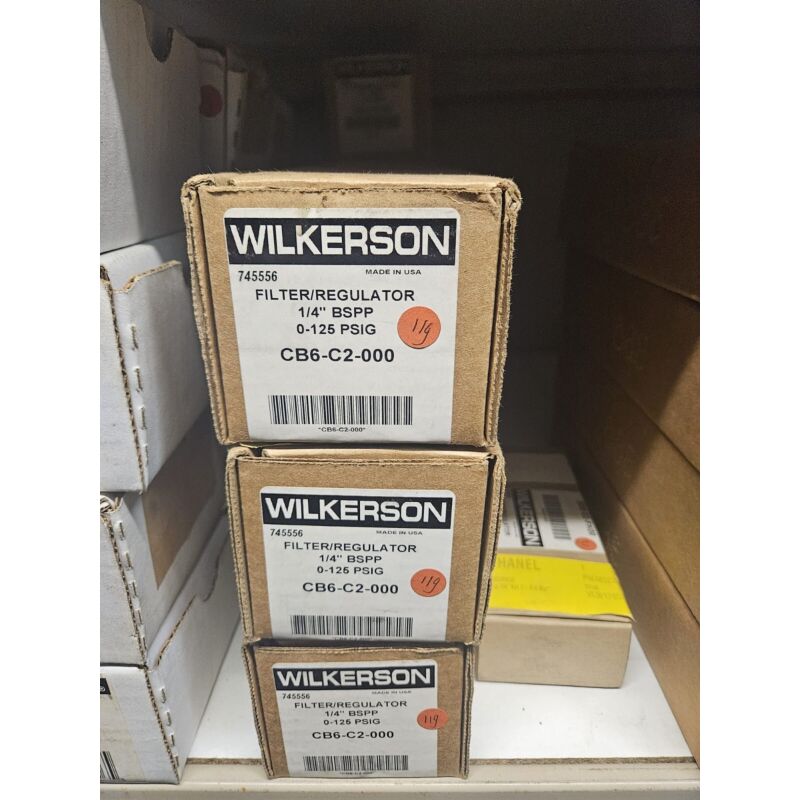 WILKERSON
745556
MADE IN USA
FILTER/REGULATOR
1/4" BSPP
0-125 PSIG
119
CB6-C2-000
*CB6-C2-000*
WILKERSON
745556
MADE IN USA
FILTER/REGULATOR
1/4" BSPP
0-125 PSIG
119
CB6-C2-000
WILKERSON
745556
MADE IN USA
FILTER/REGULATOR
1/4" BSPP
0-125 PSIG
119
CB6-C2-000
WILKERSON